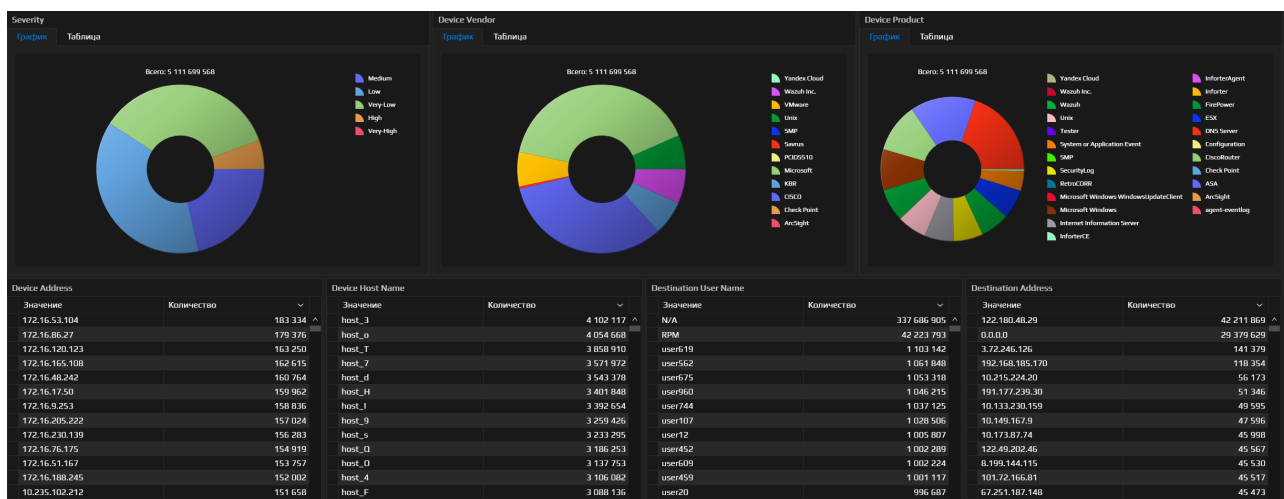 Severity
График Таблица
Всего: 5 111 699 568
Medium
Low
Very-Low
High
Very-High
Device Vendor
График Таблица
Всего: 5 111 699 568
Yandex Cloud
Wazuh Inc.
VMware
Unix
SMP
Savrus
PCIDSS10
Microsoft
KBR
CISCO
Check Point
ArcSight
Device Product
График Таблица
Всего: 5 111 699 568
Yandex Cloud
Wazuh Inc.
Wazuh
Unix
Tester
System or Application Event
SMP
SecurityLog
RetroCORR
Microsoft Windows WindowsUpdateClient
Microsoft Windows
Internet Information Server
InforterCE
InforterAgent
Inforter
FirePower
ESX
DNS Server
Configuration
CiscoRouter
Check Point
ASA
ArcSight
agent-eventlog
Device Address
Значение Количество
172.16.53.104 183 334
172.16.86.27 179 376
172.16.120.123 163 250
172.16.165.108 162 615
172.16.48.242 160 764
172.16.17.50 159 962
172.16.9.253 158 836
172.16.205.222 157 024
172.16.230.139 156 283
172.16.76.175 154 919
172.16.51.167 153 757
172.16.188.245 152 002
10.235.102.212 151 658
Device Host Name
Значение Количество
host_3 4 102 117
host_o 4 054 668
host_T 3 858 910
host_7 3 571 972
host_d 3 543 378
host_H 3 401 848
host_I 3 392 654
host_9 3 259 426
host_s 3 233 295
host_Q 3 186 253
host_0 3 137 753
host_4 3 106 082
host_F 3 088 136
Destination User Name
Значение Количество
N/A 337 686 905
RPM 42 223 793
user619 1 103 142
user562 1 061 848
user675 1 053 318
user960 1 046 215
user744 1 037 125
user107 1 028 506
user12 1 005 807
user452 1 002 289
user609 1 002 224
user459 1 001 117
user20 996 687
Destination Address
Значение Количество
122.180.48.29 42 211 869
0.0.0.0 29 379 629
3.72.246.126 141 379
192.168.185.170 118 354
10.215.224.20 56 173
191.177.239.30 51 346
10.133.230.159 49 595
10.149.167.9 47 596
10.173.87.74 45 998
122.49.202.46 45 567
8.199.144.115 45 530
101.72.166.81 45 517
67.251.187.148 45 473